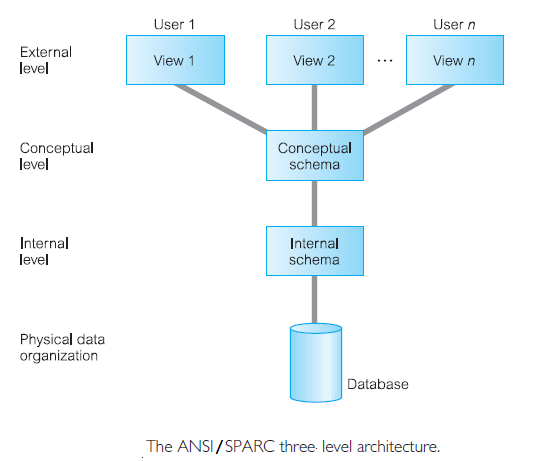 User 1
User 2
User n
External
level
View 1
View 2
...
View n
Conceptual
level
Conceptual
schema
Internal
level
Internal
schema
Physical data
organization
Database
The ANSI/SPARC three level architecture.